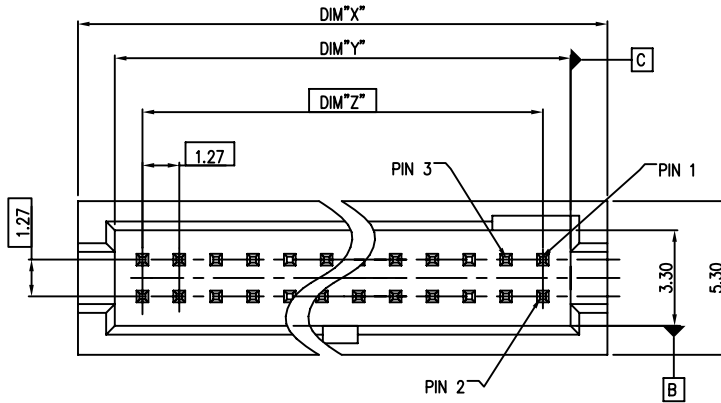 DIM"X"
DIM"Y"
C
DIM"Z"
1.27
PIN 3
PIN 1
1.27
3.30
5.30
PIN 2
B